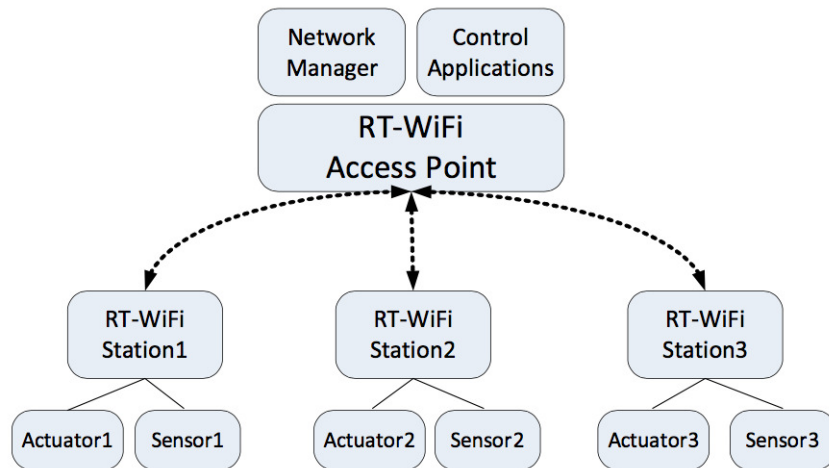 Network
Manager
Control
Applications
RT-WiFi
Access Point
RT-WiFi
Station1
RT-WiFi
Station2
RT-WiFi
Station3
Actuator1
Sensor1
Actuator2
Sensor2
Actuator3
Sensor3